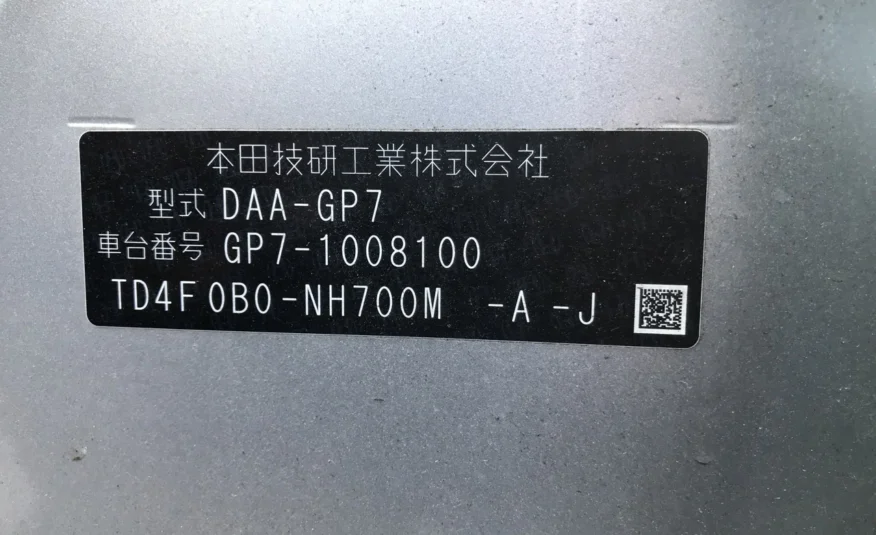 本田技研工業株式会社
型式 DAA-GP7
車台番号 GP7-1008100
TD4F0B0-NH700M -A -J